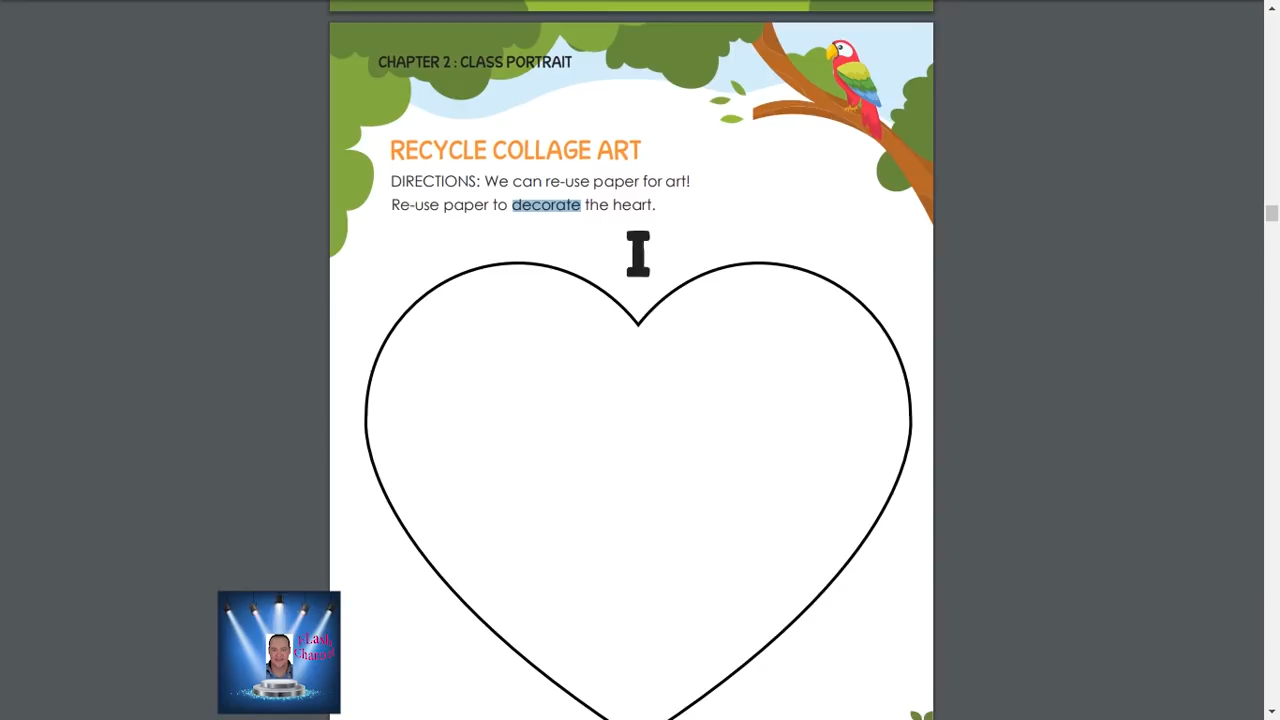 CHAPTER 2 : CLASS PORTRAIT
RECYCLE COLLAGE ART
DIRECTIONS: We can re-use paper for art!
Re-use paper to decorate the heart.
Channel